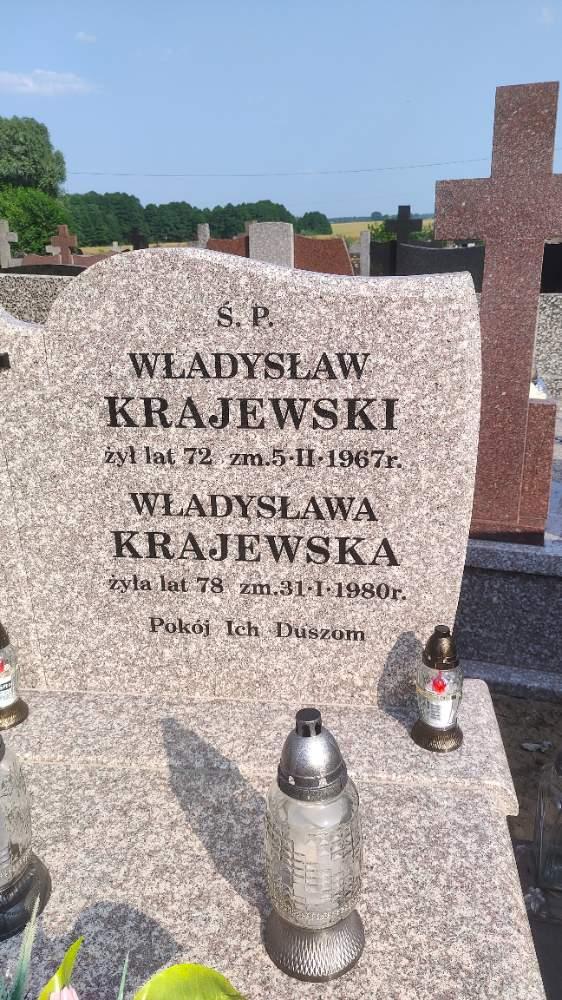 Ś. P.
WŁADYSŁAW
KRAJEWSKI
żył lat 72 zm.5·II·1967r.
WŁADYSŁAWA
KRAJEWSKA
żyła lat 78 zm.31·I·1980r.
Pokój Ich Duszom